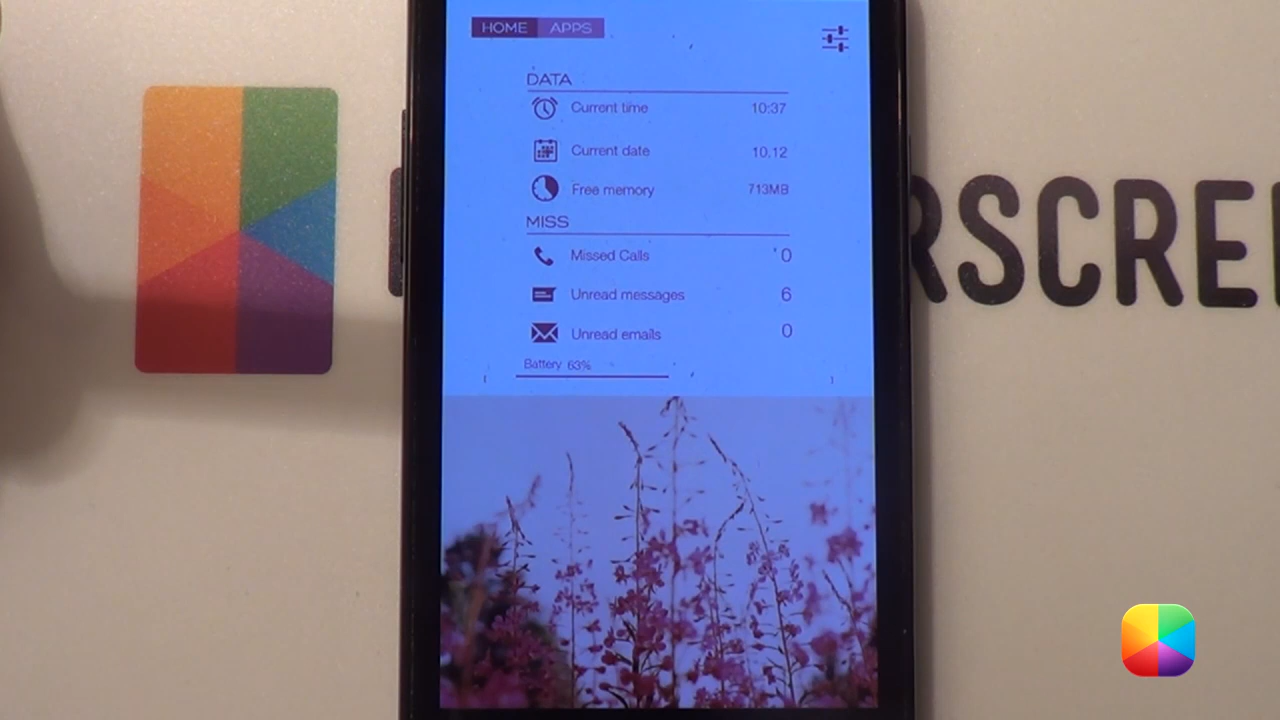 HOME APPS
DATA
Current time 10:37
Current date 10.12
Free memory 713MB
MISS
Missed Calls 0
Unread messages 6
Unread emails 0
Battery 63%
RSCRE